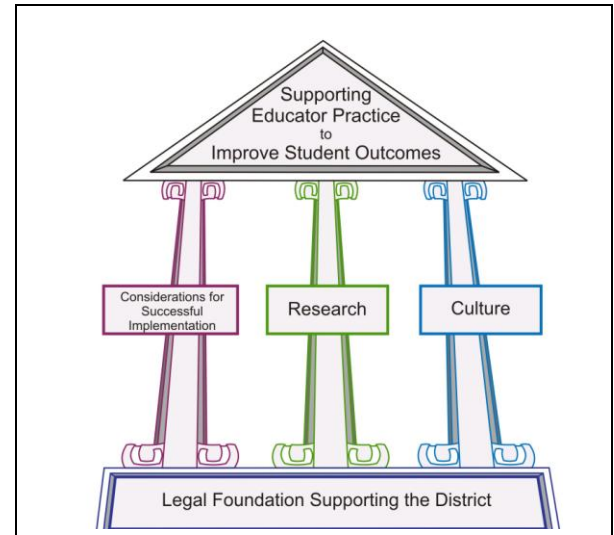 Supporting
Educator Practice
to
Improve Student Outcomes
Considerations for
Successful
Implementation
Research
Culture
Legal Foundation Supporting the District